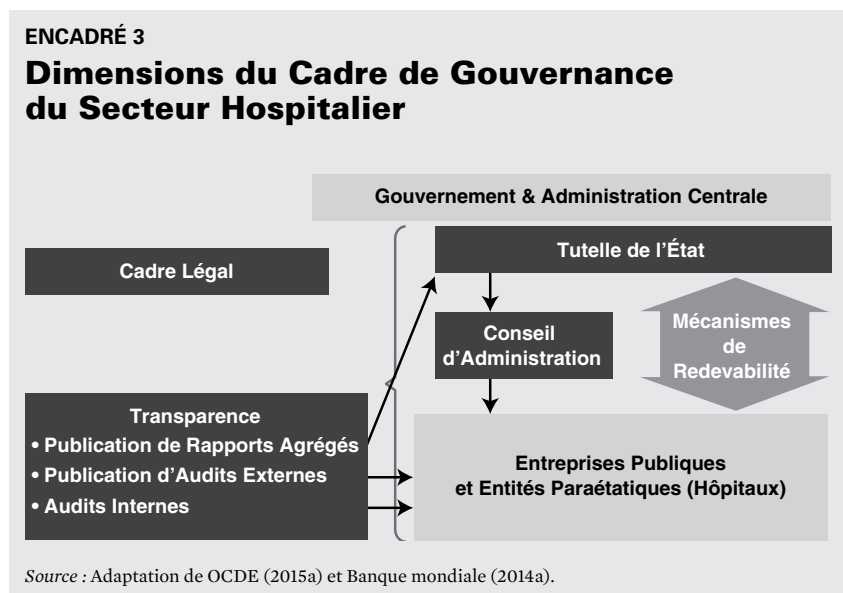 ENCADRÉ 3
Dimensions du Cadre de Gouvernance
du Secteur Hospitalier
Gouvernement & Administration Centrale
Tutelle de l’État
Cadre Légal
Conseil
d’Administration
Mécanismes
de
Redevabilité
Transparence
• Publication de Rapports Agrégés
• Publication d’Audits Externes
• Audits Internes
Entreprises Publiques
et Entités Paraétatiques (Hôpitaux)
Source : Adaptation de OCDE (2015a) et Banque mondiale (2014a).